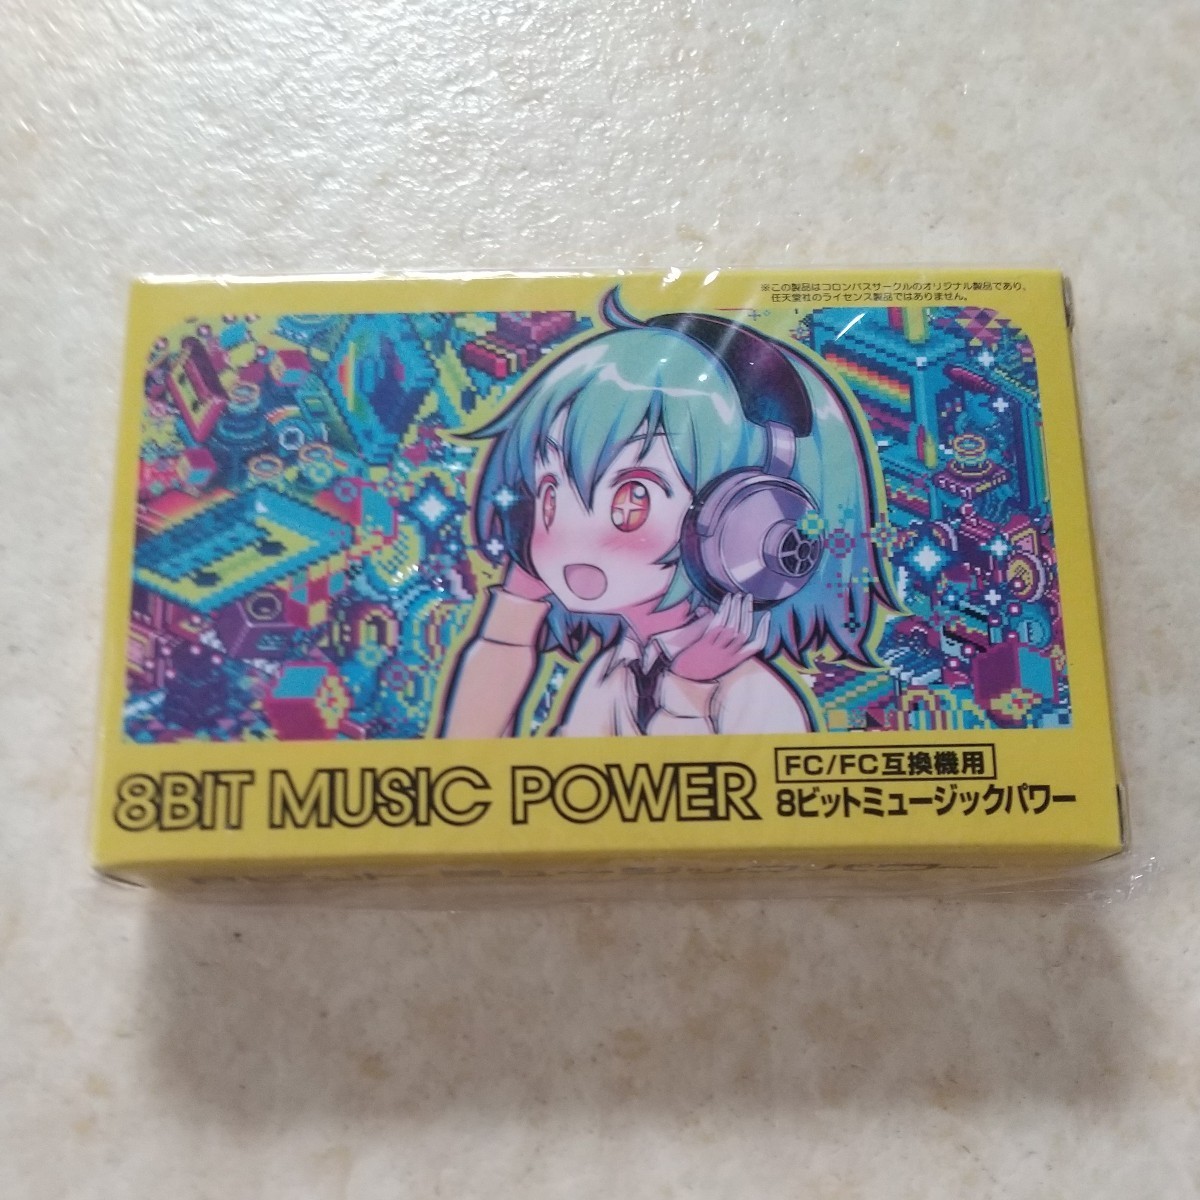 ※この製品はコロンバスサークルのオリジナル製品であり、
任天堂社のライセンス製品ではありません。
8BIT MUSIC POWER
FC/FC互換機用
8ビットミュージックパワー